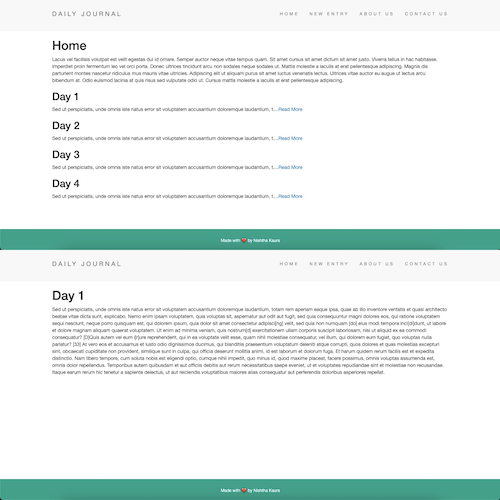 DAILY JOURNAL
HOME NEW ENTRY ABOUT US CONTACT US
Home
Lacus vel facilisis volutpat est velit egestas dui id ornare. Semper auctor neque vitae tempus quam. Sit amet cursus sit amet dictum sit amet justo. Viverra tellus in hac habitasse.
Imperdiet proin fermentum leo vel orci porta. Donec ultrices tincidunt arcu non sodales neque sodales ut. Mattis molestie a iaculis at erat pellentesque adipiscing. Magnis dis
parturient montes nascetur ridiculus mus mauris vitae ultricies. Adipiscing elit ut aliquam purus sit amet luctus venenatis lectus. Ultrices vitae auctor eu augue ut lectus arcu
bibendum at. Odio euismod lacinia at quis risus sed vulputate odio ut. Cursus mattis molestie a iaculis at erat pellentesque adipiscing.
Day 1
Sed ut perspiciatis, unde omnis iste natus error sit voluptatem accusantium doloremque laudantium, t....Read More
Day 2
Sed ut perspiciatis, unde omnis iste natus error sit voluptatem accusantium doloremque laudantium, t....Read More
Day 3
Sed ut perspiciatis, unde omnis iste natus error sit voluptatem accusantium doloremque laudantium, t....Read More
Day 4
Sed ut perspiciatis, unde omnis iste natus error sit voluptatem accusantium doloremque laudantium, t....Read More
Made with ❤️ by Nishtha Kaura
DAILY JOURNAL
HOME NEW ENTRY ABOUT US CONTACT US
Day 1
Sed ut perspiciatis, unde omnis iste natus error sit voluptatem accusantium doloremque laudantium, totam rem aperiam eaque ipsa, quae ab illo inventore veritatis et quasi architecto
beatae vitae dicta sunt, explicabo. Nemo enim ipsam voluptatem, quia voluptas sit, aspernatur aut odit aut fugit, sed quia consequuntur magni dolores eos, qui ratione voluptatem
sequi nesciunt, neque porro quisquam est, qui dolorem ipsum, quia dolor sit amet consectetur adipisci[ng] velit, sed quia non numquam [do] eius modi tempora inci[di]dunt, ut labore
et dolore magnam aliquam quaerat voluptatem. Ut enim ad minima veniam, quis nostrum[d] exercitationem ullam corporis suscipit laboriosam, nisi ut aliquid ex ea commodi
consequatur? [D]Quis autem vel eum i[r]ure reprehenderit, qui in ea voluptate velit esse, quam nihil molestiae consequatur, vel illum, qui dolorem eum fugiat, quo voluptas nulla
pariatur? [33] At vero eos et accusamus et iusto odio dignissimos ducimus, qui blanditiis praesentium voluptatum deleniti atque corrupti, quos dolores et quas molestias excepturi
sint, obcaecati cupiditate non provident, similique sunt in culpa, qui officia deserunt mollitia animi, id est laborum et dolorum fuga. Et harum quidem rerum facilis est et expedita
distinctio. Nam libero tempore, cum soluta nobis est eligendi optio, cumque nihil impedit, quo minus id, quod maxime placeat, facere possimus, omnis voluptas assumenda est,
omnis dolor repellendus. Temporibus autem quibusdam et aut officiis debitis aut rerum necessitatibus saepe eveniet, ut et voluptates repudiandae sint et molestiae non recusandae.
Itaque earum rerum hic tenetur a sapiente delectus, ut aut reiciendis voluptatibus maiores alias consequatur aut perferendis doloribus asperiores repellat.
Made with ❤️ by Nishtha Kaura